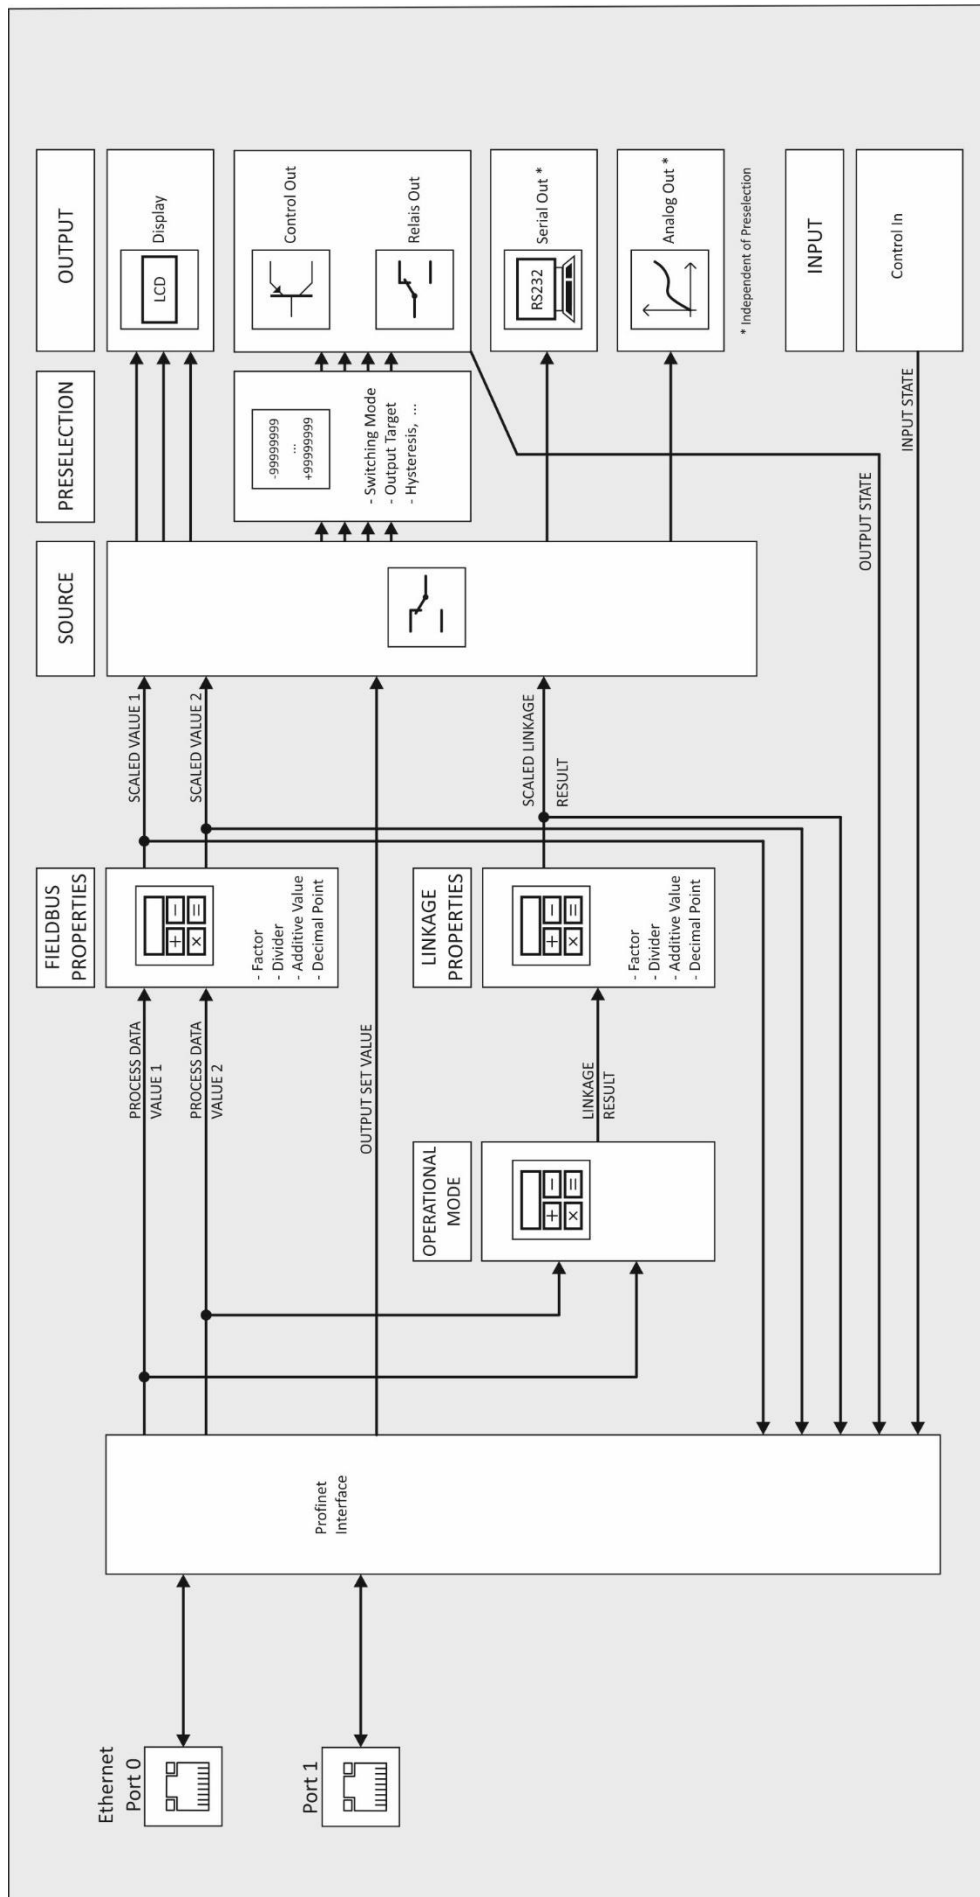 Ethernet
Port 0
Port 1
Profinet
Interface
PROCESS DATA
VALUE 1
PROCESS DATA
VALUE 2
OUTPUT SET VALUE
OPERATIONAL
MODE
+ −
× =
LINKAGE
RESULT
FIELDBUS
PROPERTIES
+ −
× =
- Factor
- Divider
- Additive Value
- Decimal Point
LINKAGE
PROPERTIES
+ −
× =
- Factor
- Divider
- Additive Value
- Decimal Point
SCALED VALUE 1
SCALED VALUE 2
SCALED LINKAGE
RESULT
SOURCE
PRESELECTION
-99999999
...
+99999999
- Switching Mode
- Output Target
- Hysteresis, ...
OUTPUT
LCD
Display
Control Out
Relais Out
RS232
Serial Out *
Analog Out *
* Independent of Preselection
INPUT
Control In
INPUT STATE
OUTPUT STATE